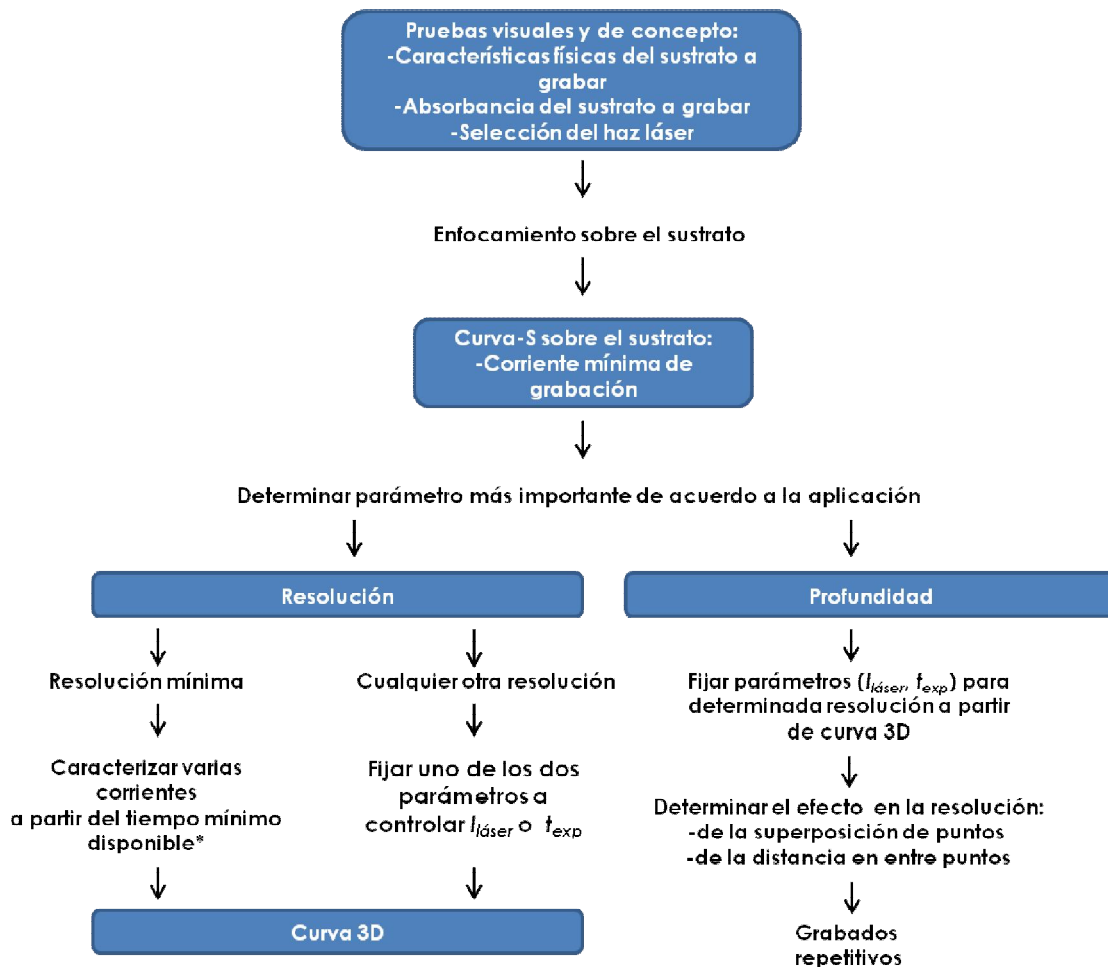 Pruebas visuales y de concepto:
-Características físicas del sustrato a
grabar
-Absorbancia del sustrato a grabar
-Selección del haz láser
Enfocamiento sobre el sustrato
Curva-S sobre el sustrato:
-Corriente mínima de
grabación
Determinar parámetro más importante de acuerdo a la aplicación
Resolución
Resolución mínima
Caracterizar varias
corrientes
a partir del tiempo mínimo
disponible*
Cualquier otra resolución
Fijar uno de los dos
parámetros a
controlar I_láser o t_exp
Curva 3D
Profundidad
Fijar parámetros (I_láser, t_exp) para
determinada resolución a partir
de curva 3D
Determinar el efecto en la resolución:
-de la superposición de puntos
-de la distancia en entre puntos
Grabados
repetitivos